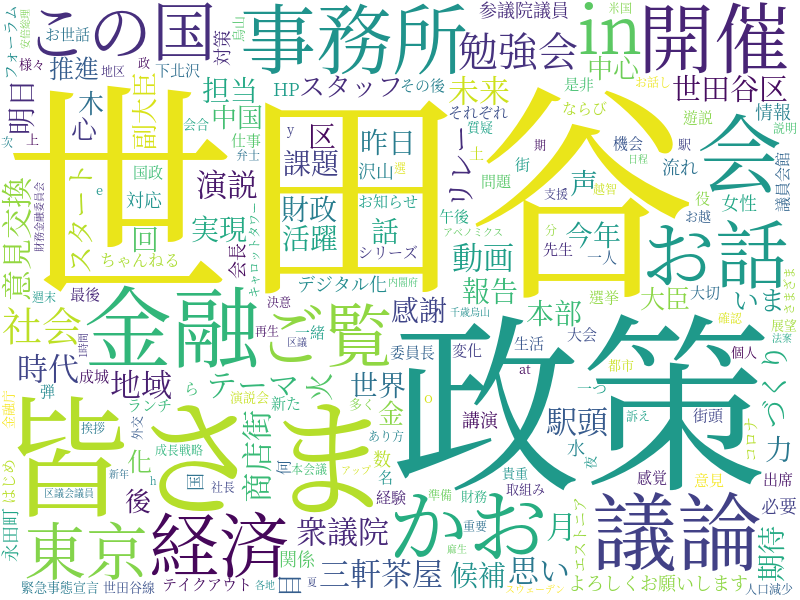 フォーラム
安倍総理
お世話
この国
対策
烏山
事務所
参議院議員
米国
勉強会
in
中心
開催
様々
地区
政
推進
下北沢
明日
上
木
心
副大臣
会合
担当
HP
スタッフ
その後
中国
仕事
y
弁士
未来
それぞれ
質疑
土
世田谷区
是非
ならび
遊説
お話し
情報
説明
次
国政
e
対応
区
課題
昨日
沢山
選
リレー
期
問題
街
機会
声
支援
越智
流れ
駅
日程
役
議員会館
会
財務金融委員会
意見交換
スタート
演説
世田谷
財政
活躍
お知らせ
話
シリーズ
午後
アベノミクス
今年
先生
分
一人
女性
お越
お話
ちゃんねる
回
実現
会長
キャロットタワー
週末
最後
デジタル化
内閣府
動画
報告
千歳烏山
本部
選挙
大臣
大切
いま
さまざま
社会
金融
ご覧
決意
再生
一緒
区議
感謝
委員長
変化
生活
大会
確認
展望
法案
1時間
成城
弾
時代
地域
テーマ
火
世界
at
都市
一つ
個人
づくり
金融庁
挨拶
ランチ
演説会
新た
ら
多く
金
o
講演
駅頭
訴え
街頭
コロナ
皆さま
政策
商店街
あり方
水
力
はじめ
外交
成長戦略
化
何
本会議
アップ
数
名
貴重
夜
感覚
意見
出席
永田町
区議会議員
新年
東京
h
社長
国
後
経験
準備
財務
取組み
必要
経済
衆議院
かお
重要
麻生
月
エストニア
議論
期待
関係
緊急事態宣言
世田谷線
テイクアウト
各地
目
夏
三軒茶屋
候補
思い
スウェーデン
よろしくお願いします
人口減少